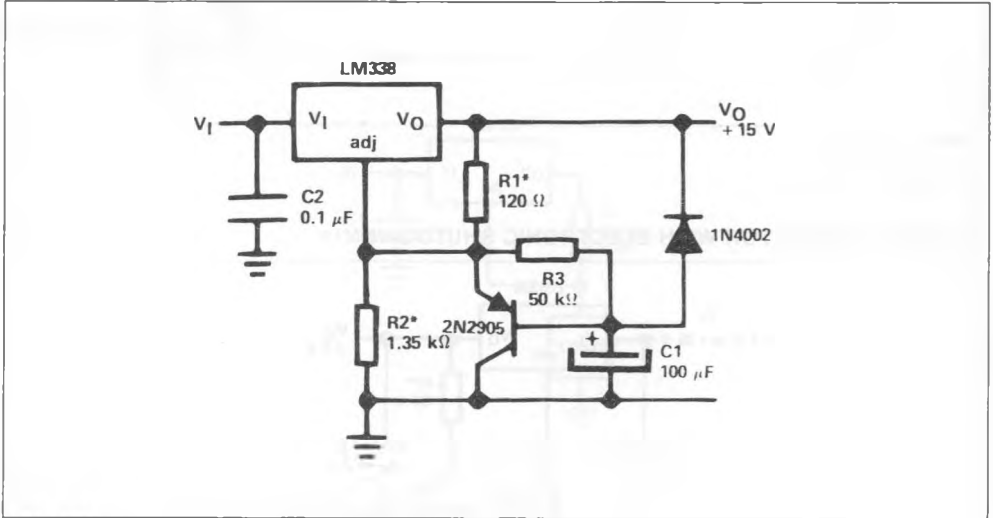 LM338
VI
VI
VO
adj
VO
+ 15 V
C2
0.1 μF
R1*
120 Ω
R3
50 kΩ
1N4002
R2*
1.35 kΩ
2N2905
+
C1
100 μF